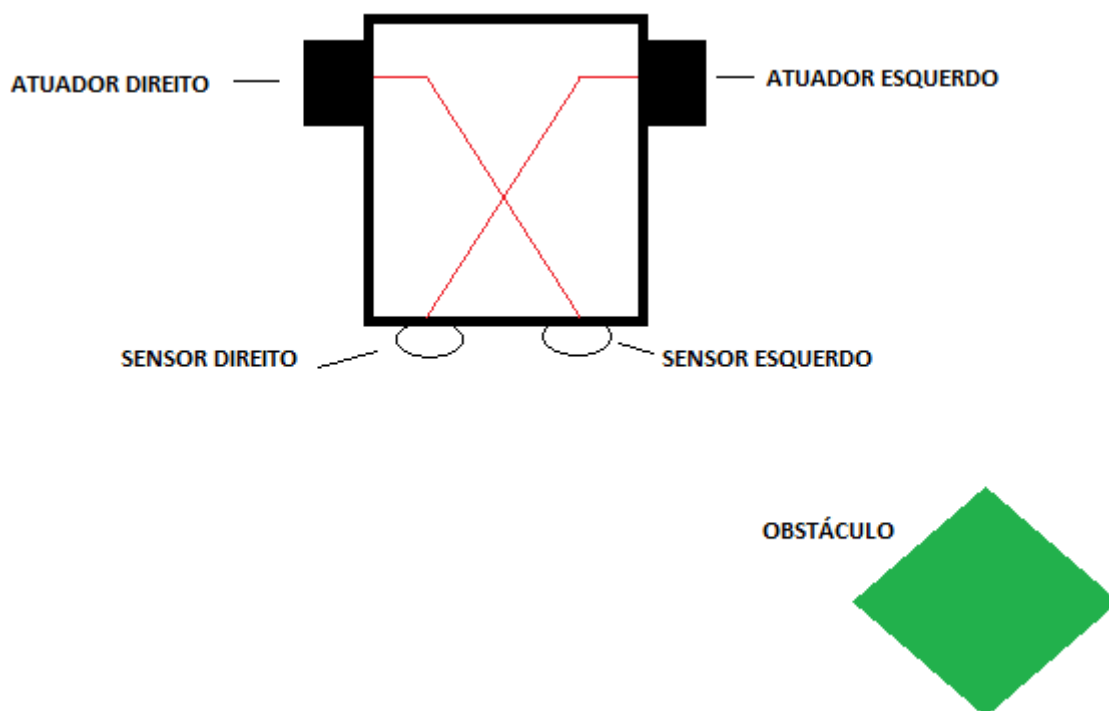 ATUADOR DIREITO
ATUADOR ESQUERDO
SENSOR DIREITO
SENSOR ESQUERDO
OBSTÁCULO